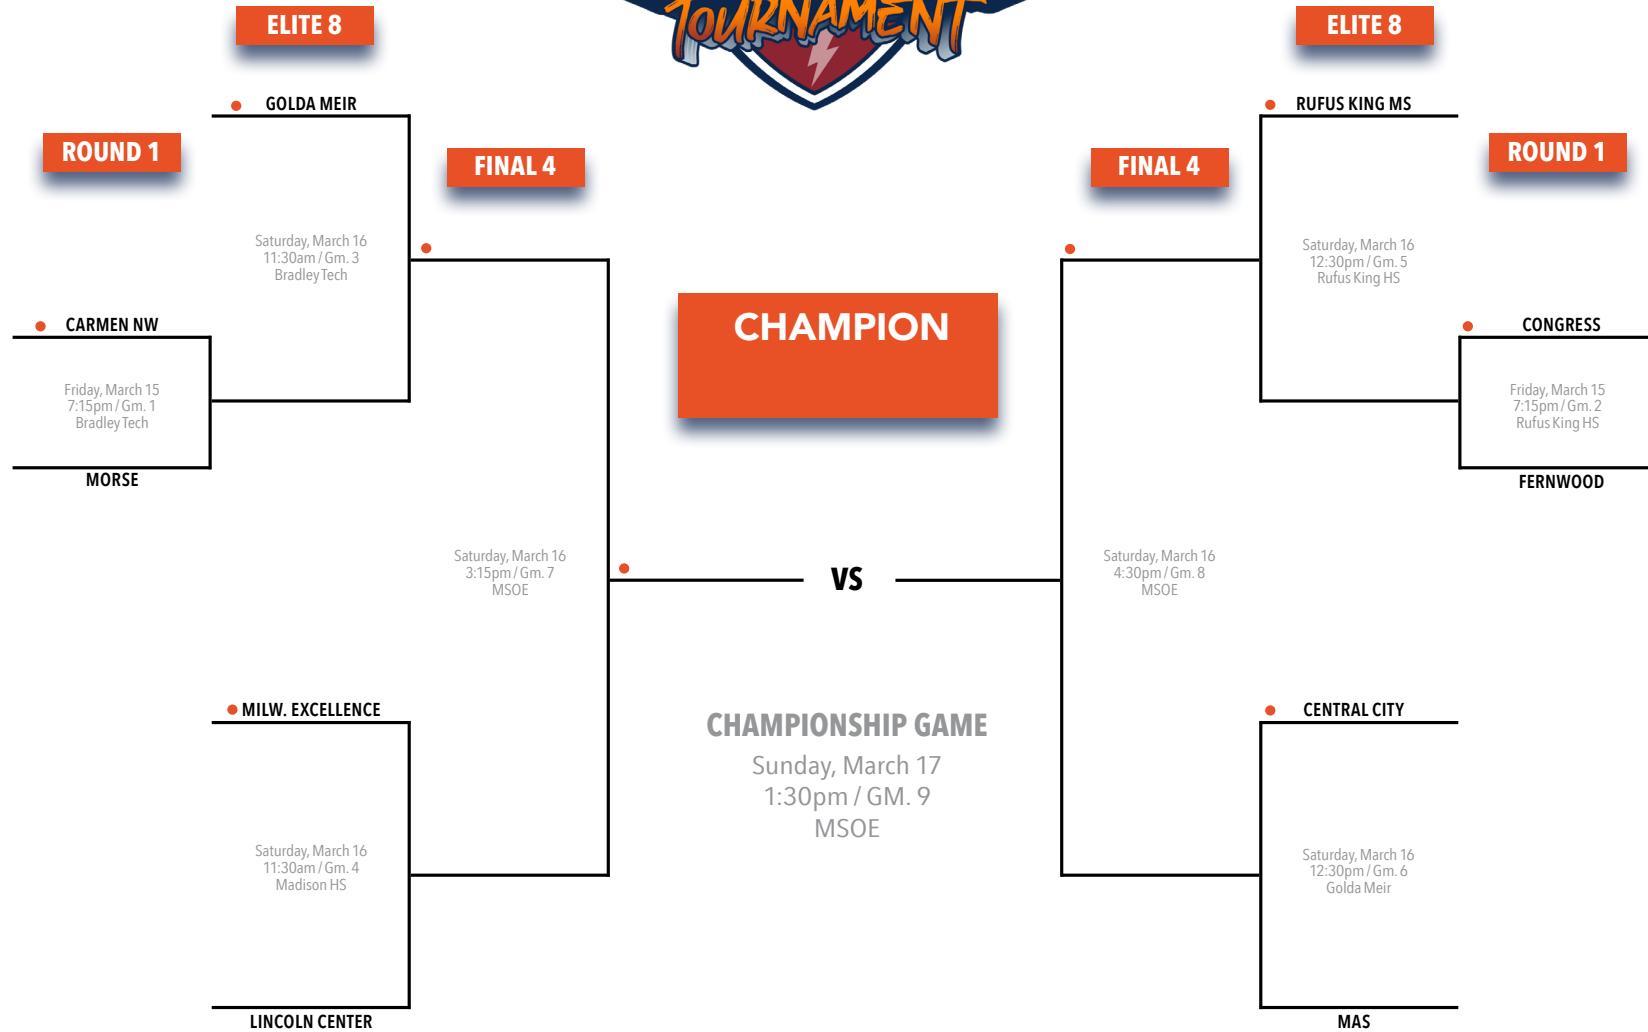 TOURNAMENT
ELITE 8
ELITE 8
GOLDA MEIR
RUFUS KING MS
ROUND 1
FINAL 4
FINAL 4
ROUND 1
Saturday, March 16
11:30am / Gm. 3
Bradley Tech
Saturday, March 16
12:30pm / Gm. 5
Rufus King HS
CARMEN NW
CHAMPION
CONGRESS
Friday, March 15
7:15pm / Gm. 1
Bradley Tech
Friday, March 15
7:15pm / Gm. 2
Rufus King HS
MORSE
FERNWOOD
Saturday, March 16
3:15pm / Gm. 7
MSOE
VS
Saturday, March 16
4:30pm / Gm. 8
MSOE
MILW. EXCELLENCE
CENTRAL CITY
CHAMPIONSHIP GAME
Sunday, March 17
1:30pm / GM. 9
MSOE
Saturday, March 16
11:30am / Gm. 4
Madison HS
Saturday, March 16
12:30pm / Gm. 6
Golda Meir
LINCOLN CENTER
MAS